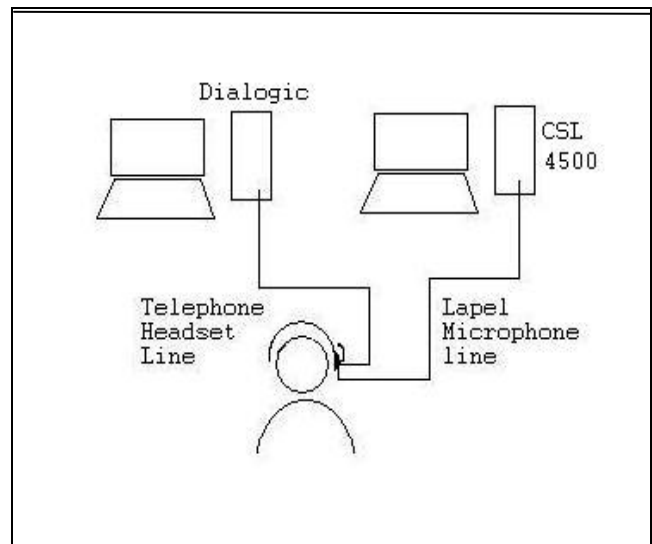 Dialogic
CSL
4500
Telephone
Headset
Line
Lapel
Microphone
line